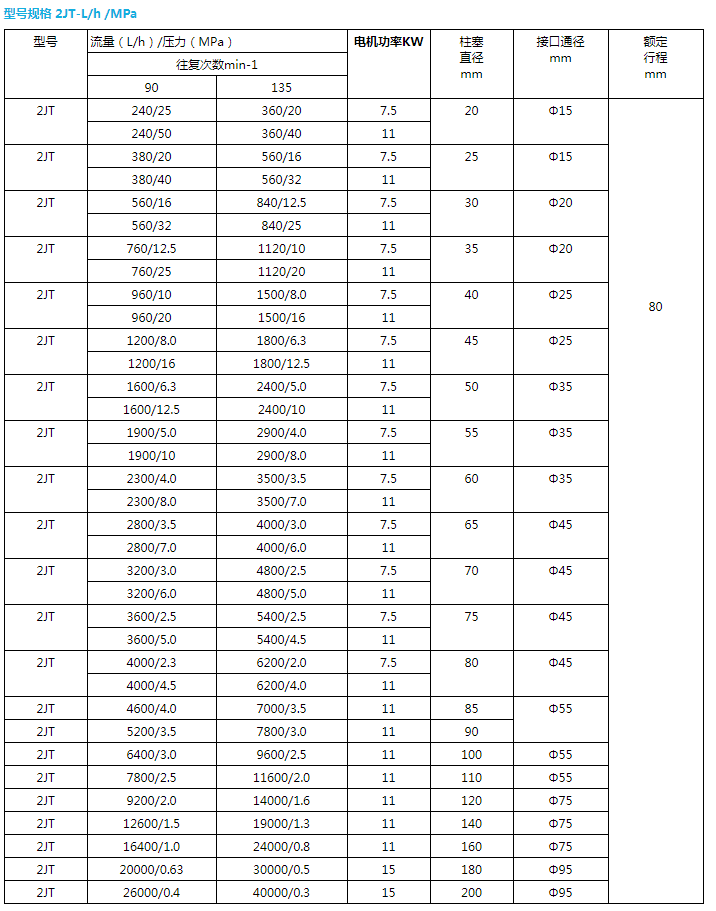 型号规格 2JT-L/h /MPa
型号 流量（L/h）/压力（MPa） 电机功率KW 柱塞 接口通径 额定
直径 mm 行程
往复次数min-1 mm mm
90 135
2JT 240/25 360/20 7.5 20 Φ15
240/50 360/40 11
2JT 380/20 560/16 7.5 25 Φ15
380/40 560/32 11
2JT 560/16 840/12.5 7.5 30 Φ20
560/32 840/25 11
2JT 760/12.5 1120/10 7.5 35 Φ20
760/25 1120/20 11
2JT 960/10 1500/8.0 7.5 40 Φ25
80
960/20 1500/16 11
2JT 1200/8.0 1800/6.3 7.5 45 Φ25
1200/16 1800/12.5 11
2JT 1600/6.3 2400/5.0 7.5 50 Φ35
1600/12.5 2400/10 11
2JT 1900/5.0 2900/4.0 7.5 55 Φ35
1900/10 2900/8.0 11
2JT 2300/4.0 3500/3.5 7.5 60 Φ35
2300/8.0 3500/7.0 11
2JT 2800/3.5 4000/3.0 7.5 65 Φ45
2800/7.0 4000/6.0 11
2JT 3200/3.0 4800/2.5 7.5 70 Φ45
3200/6.0 4800/5.0 11
2JT 3600/2.5 5400/2.5 7.5 75 Φ45
3600/5.0 5400/4.5 11
2JT 4000/2.3 6200/2.0 7.5 80 Φ45
4000/4.5 6200/4.0 11
2JT 4600/4.0 7000/3.5 11 85 Φ55
2JT 5200/3.5 7800/3.0 11 90
2JT 6400/3.0 9600/2.5 11 100 Φ55
2JT 7800/2.5 11600/2.0 11 110 Φ55
2JT 9200/2.0 14000/1.6 11 120 Φ75
2JT 12600/1.5 19000/1.3 11 140 Φ75
2JT 16400/1.0 24000/0.8 11 160 Φ75
2JT 20000/0.63 30000/0.5 15 180 Φ95
2JT 26000/0.4 40000/0.3 15 200 Φ95